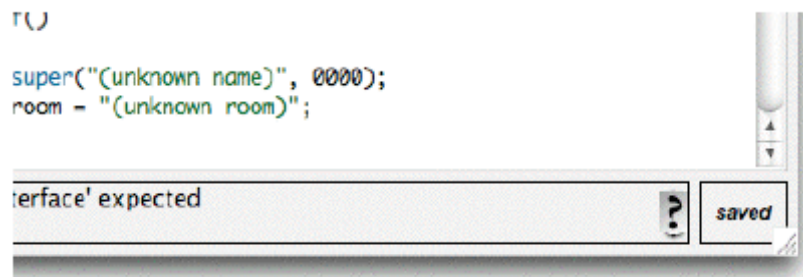 r()
super("(unknown name)", 0000);
room = "(unknown room)";
terface' expected
?
saved